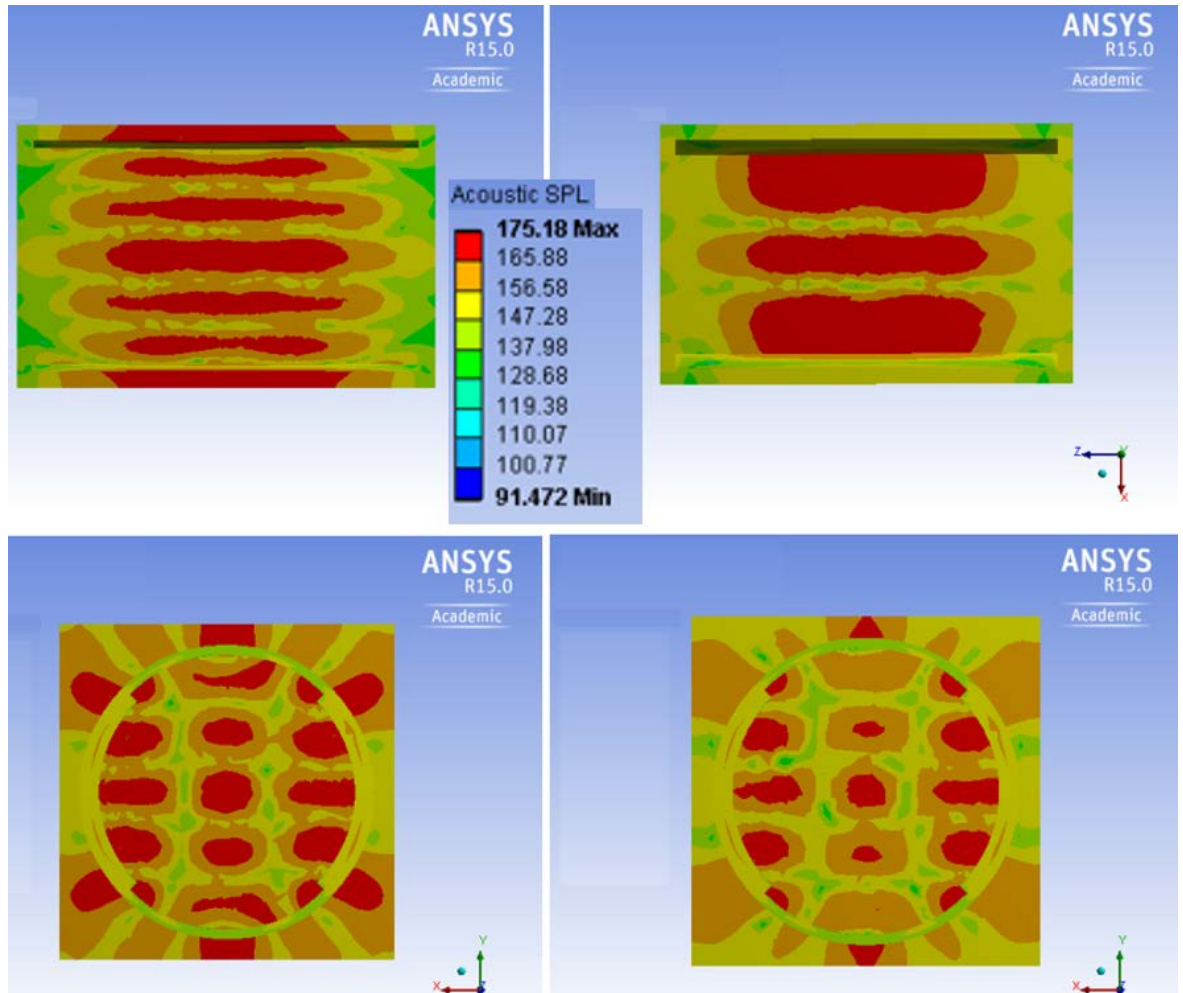 ANSYS
R15.0
Academic
ANSYS
R15.0
Academic
Acoustic SPL
175.18 Max
165.88
156.58
147.28
137.98
128.68
119.38
110.07
100.77
91.472 Min
Z
Y
X
ANSYS
R15.0
Academic
Y
X
Z
ANSYS
R15.0
Academic
Y
X
Z